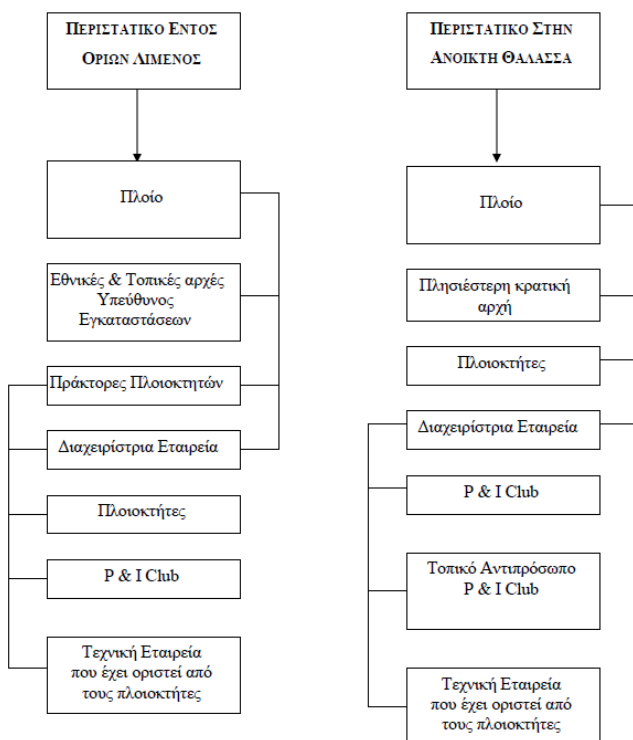 ΠΕΡΙΣΤΑΤΙΚΟ ΕΝΤΟΣ
ΟΡΙΩΝ ΛΙΜΕΝΟΣ
Πλοίο
Εθνικές & Τοπικές αρχές
Υπεύθυνος
Εγκαταστάσεων
Πράκτορες Πλοιοκτητών
Διαχειρίστρια Εταιρεία
Πλοιοκτήτες
P & I Club
Τεχνική Εταιρεία
που έχει οριστεί από
τους πλοιοκτήτες
ΠΕΡΙΣΤΑΤΙΚΟ ΣΤΗΝ
ΑΝΟΙΚΤΗ ΘΑΛΑΣΣΑ
Πλοίο
Πλησιέστερη κρατική
αρχή
Πλοιοκτήτες
Διαχειρίστρια Εταιρεία
P & I Club
Τοπικό Αντιπρόσωπο
P & I Club
Τεχνική Εταιρεία
που έχει οριστεί από
τους πλοιοκτήτες